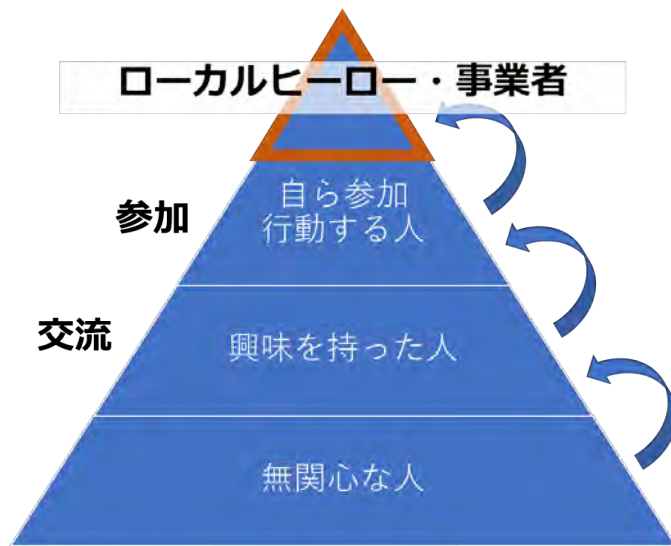 ローカルヒーロー・事業者
参加
自ら参加
行動する人
交流
興味を持った人
無関心な人